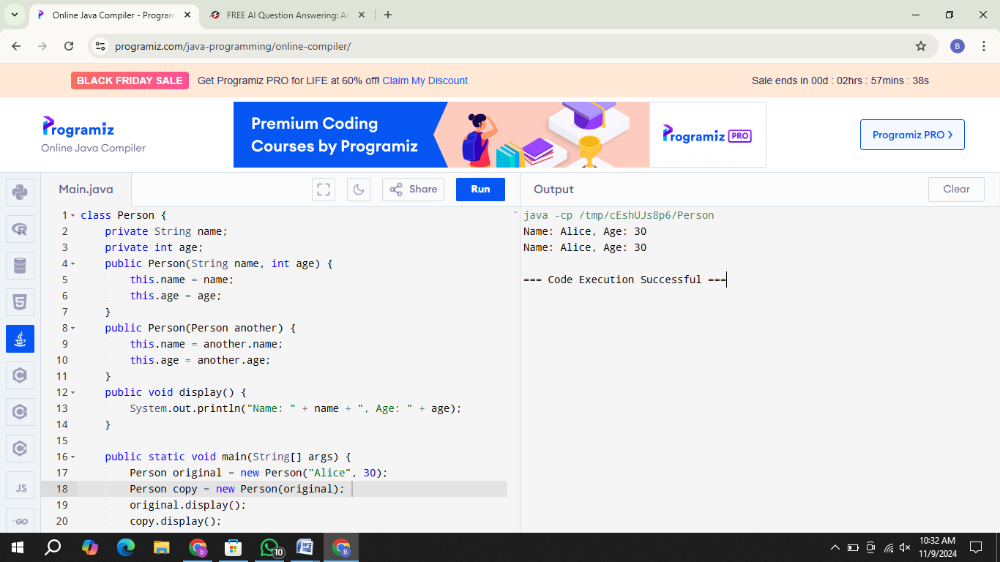 Online Java Compiler - Program
FREE AI Question Answering: As
programiz.com/java-programming/online-compiler/
B
BLACK FRIDAY SALE Get Programiz PRO for LIFE at 60% off! Claim My Discount
Sale ends in 00d : 02hrs : 57mins : 38s
Programiz
Online Java Compiler
Premium Coding
Courses by Programiz
Programiz PRO
Programiz PRO >
Main.java
Share
Run
Output
Clear
1 class Person {
2 private String name;
3 private int age;
4 public Person(String name, int age) {
5 this.name = name;
6 this.age = age;
7 }
8 public Person(Person another) {
9 this.name = another.name;
10 this.age = another.age;
11 }
12 public void display() {
13 System.out.println("Name: " + name + ", Age: " + age);
14 }
15
16 public static void main(String[] args) {
17 Person original = new Person("Alice", 30);
18 Person copy = new Person(original);
19 original.display();
20 copy.display();
java -cp /tmp/cEshUJs8p6/Person
Name: Alice, Age: 30
Name: Alice, Age: 30
=== Code Execution Successful ===
JS
GO
b
10
W
B
10:32 AM
11/9/2024